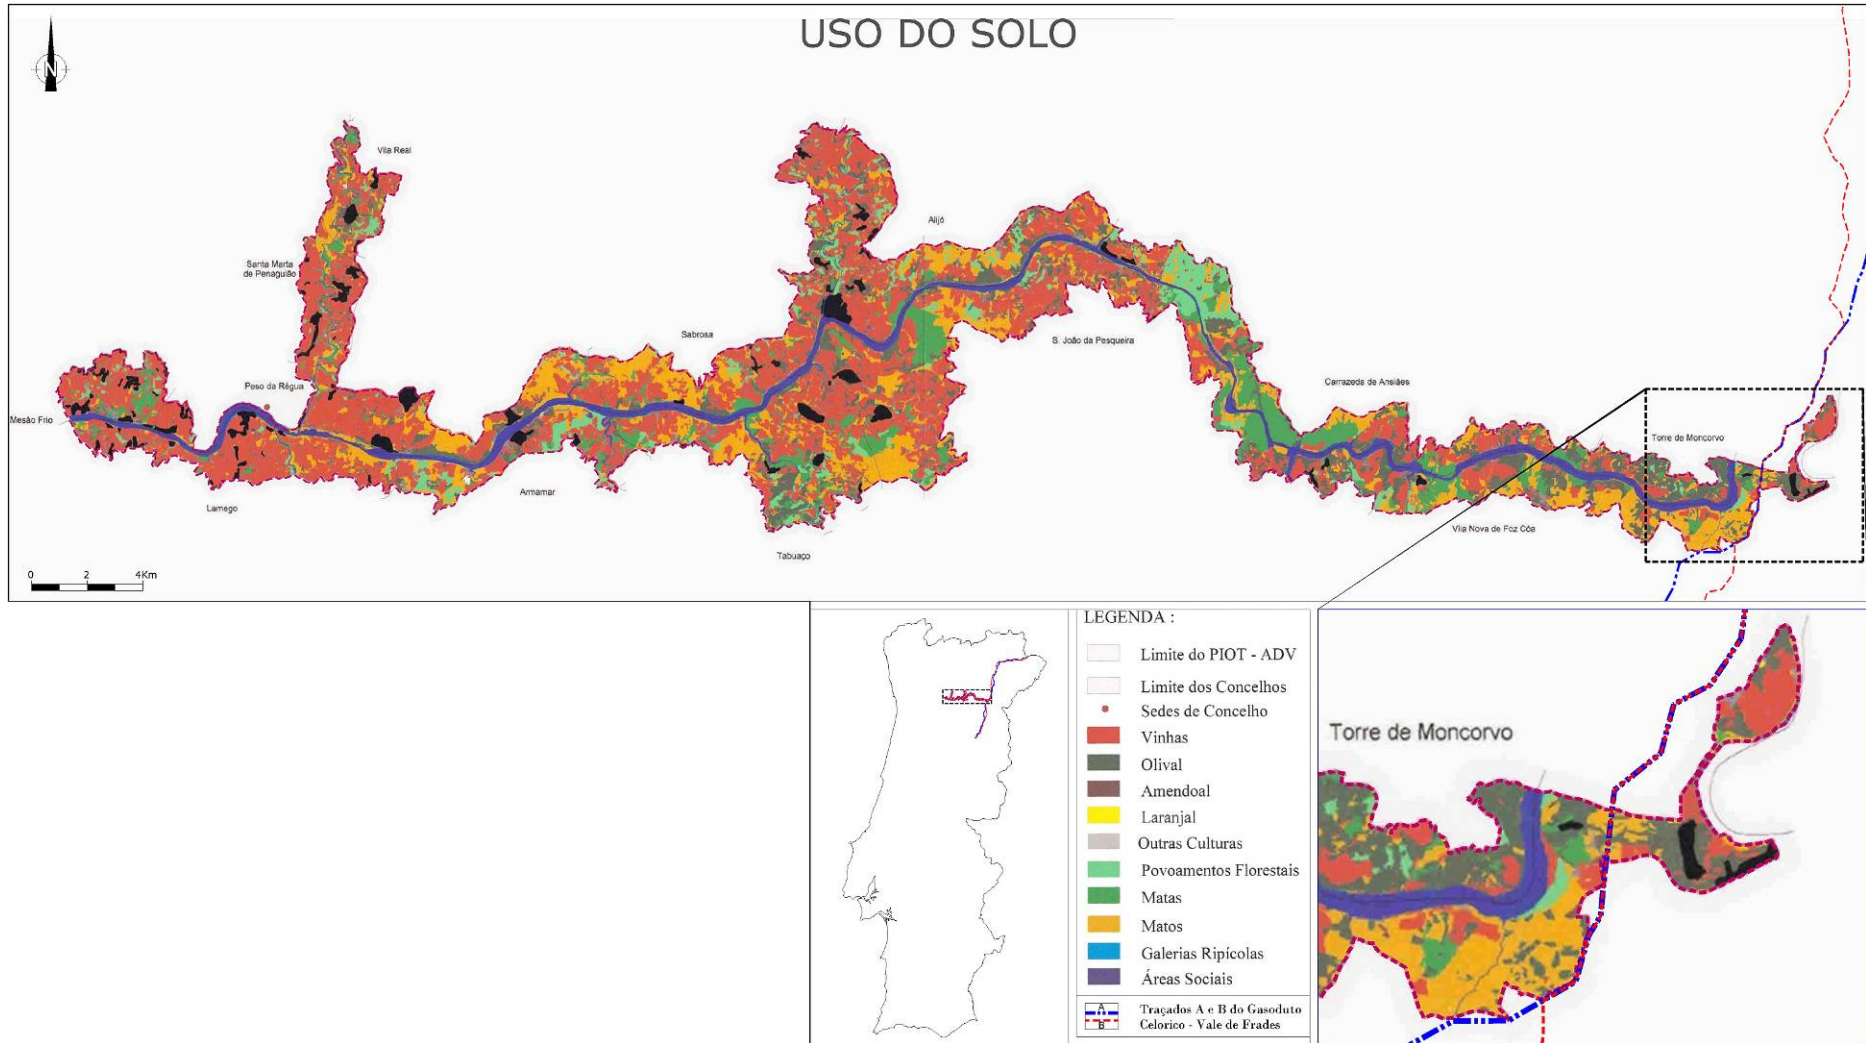 USO DO SOLO
N
Vila Real
Alijó
Santa Marta
de Penaguião
Sabrosa
S. João da Pesqueira
Peso da Régua
Carrazeda de Ansiães
Mesão Frio
Torre de Moncorvo
Armamar
Lamego
Vila Nova de Foz Côa
Tabuaço
0 2 4Km
LEGENDA :
Limite do PIOT - ADV
Limite dos Concelhos
Sedes de Concelho
Vinhas
Olival
Amendoal
Laranjal
Outras Culturas
Povoamentos Florestais
Matas
Matos
Galerias Ripícolas
Áreas Sociais
A
B
Traçados A e B do Gasoduto
Celorico - Vale de Frades
Torre de Moncorvo